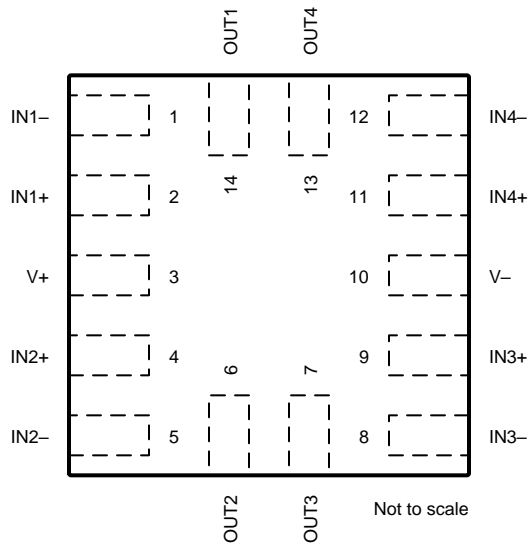 OUT1
OUT4
IN1–
1
12
IN4–
14
13
IN1+
2
11
IN4+
V+
3
10
V–
IN2+
4
6
7
9
IN3+
IN2–
5
8
IN3–
OUT2
OUT3
Not to scale